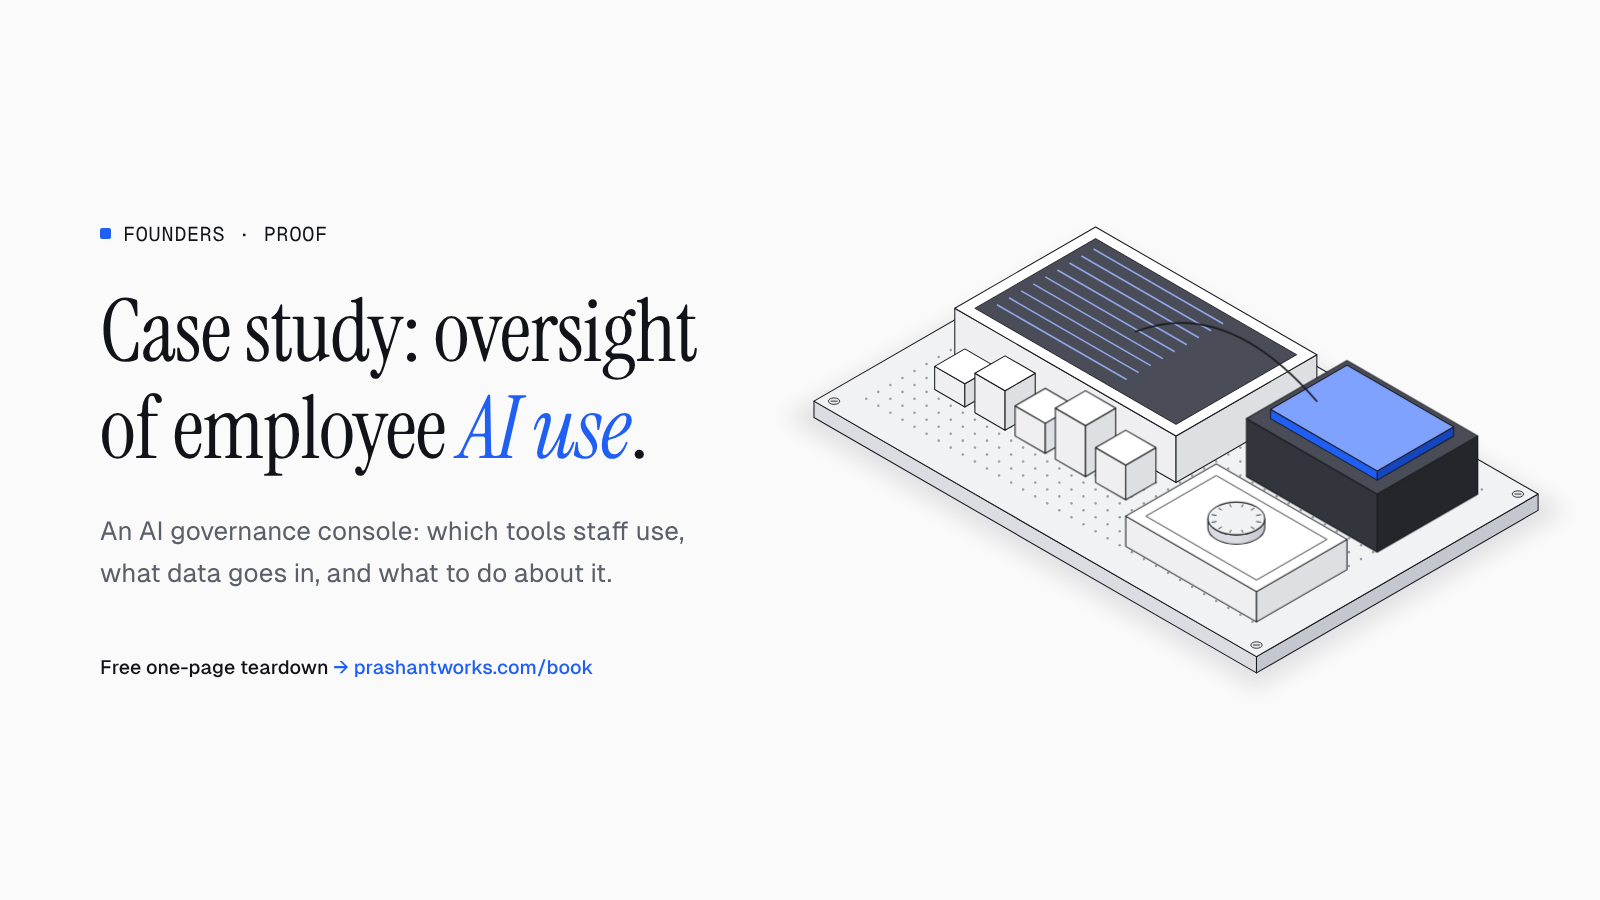 FOUNDERS · PROOF
Case study: oversight
of employee AI use.
An AI governance console: which tools staff use,
what data goes in, and what to do about it.
Free one-page teardown → prashantworks.com/book